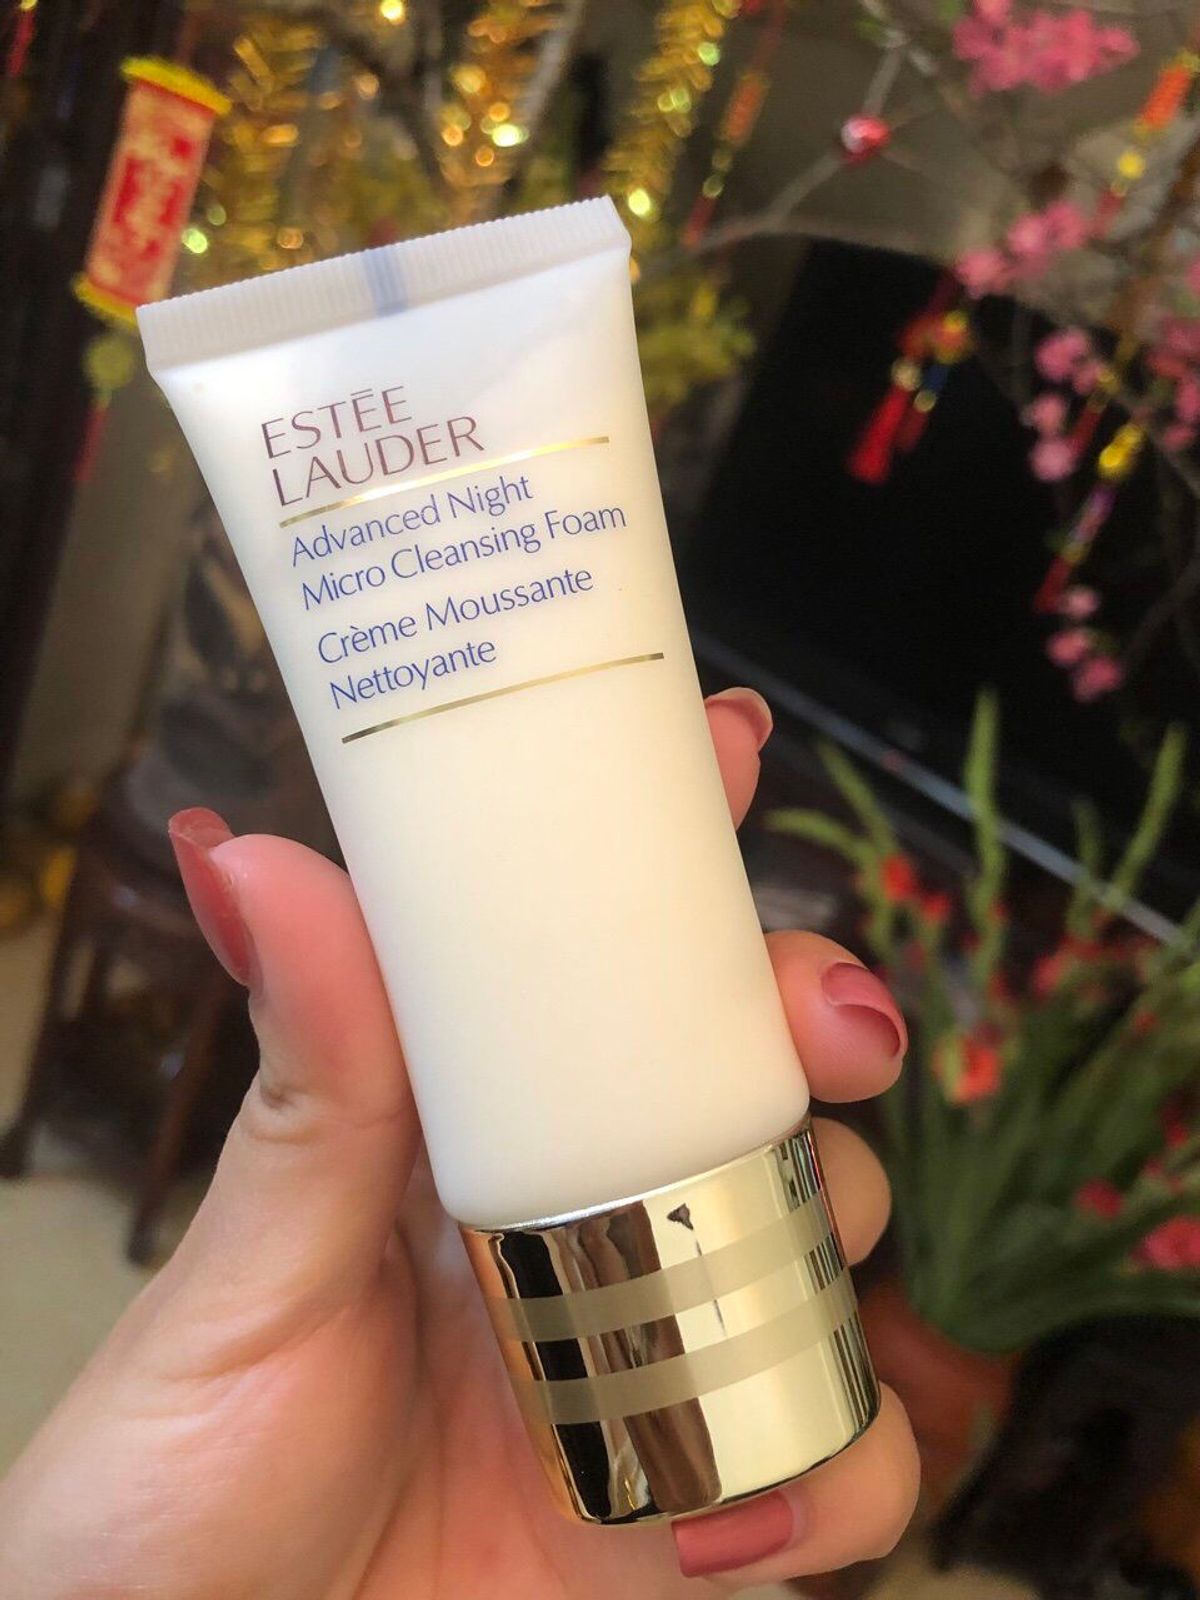 ESTĒE
LAUDER
Advanced Night
Micro Cleansing Foam
Crème Moussante
Nettoyante